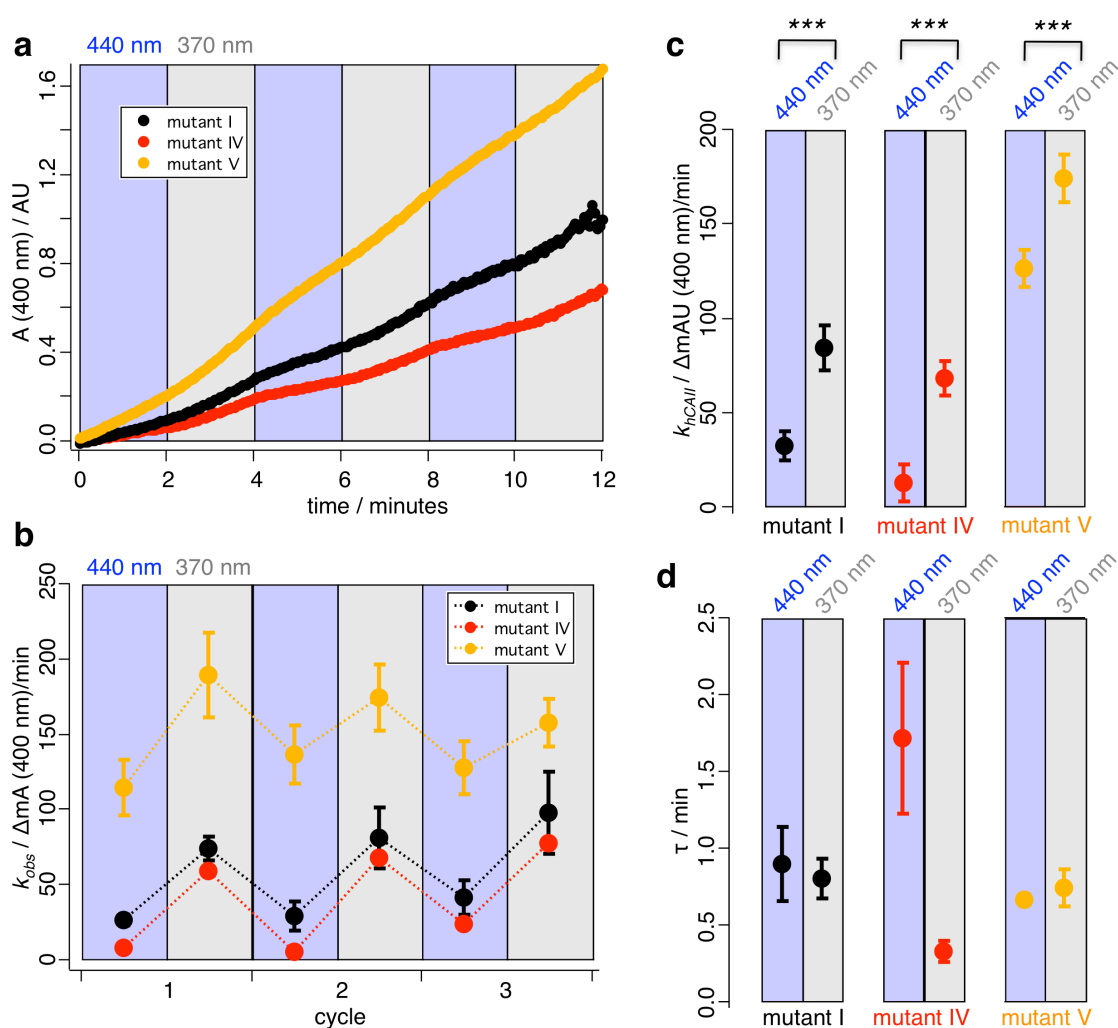 a
440 nm 370 nm
A (400 nm) / AU
1.6
1.2
0.8
0.4
0.0
mutant I
mutant IV
mutant V
0 2 4 6 8 10 12
time / minutes
b
440 nm 370 nm
kobs / ΔmA (400 nm)/min
250
200
150
100
50
0
mutant I
mutant IV
mutant V
1 2 3
cycle
c
*** *** ***
440 nm 370 nm 440 nm 370 nm 440 nm 370 nm
khCAII / ΔmAU (400 nm)/min
200
150
100
50
0
mutant I mutant IV mutant V
d
440 nm 370 nm 440 nm 370 nm 440 nm 370 nm
τ / min
2.5
2.0
1.5
1.0
0.5
0.0
mutant I mutant IV mutant V